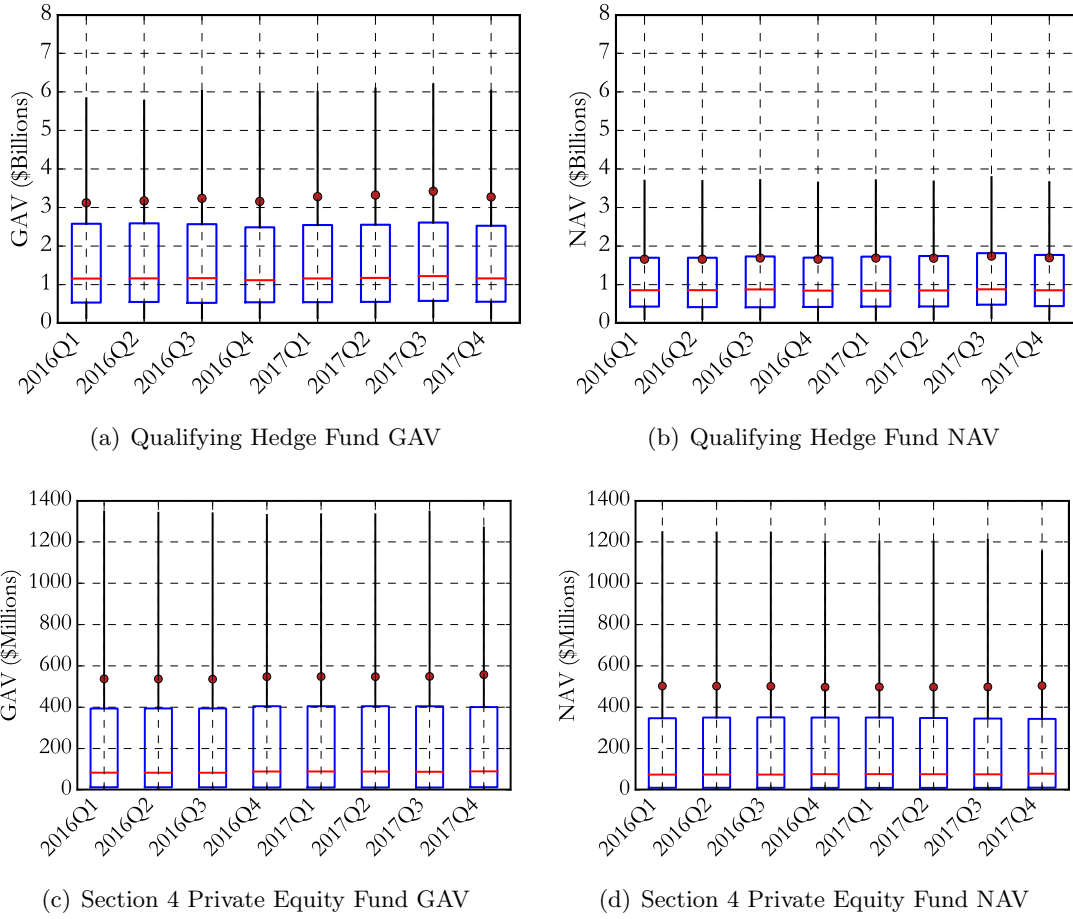 8
7
6
5
4
3
2
1
0
GAV ($Billions)
2016Q1
2016Q2
2016Q3
2016Q4
2017Q1
2017Q2
2017Q3
2017Q4
(a) Qualifying Hedge Fund GAV
8
7
6
5
4
3
2
1
0
NAV ($Billions)
2016Q1
2016Q2
2016Q3
2016Q4
2017Q1
2017Q2
2017Q3
2017Q4
(b) Qualifying Hedge Fund NAV
1400
1200
1000
800
600
400
200
0
GAV ($Millions)
2016Q1
2016Q2
2016Q3
2016Q4
2017Q1
2017Q2
2017Q3
2017Q4
(c) Section 4 Private Equity Fund GAV
1400
1200
1000
800
600
400
200
0
NAV ($Millions)
2016Q1
2016Q2
2016Q3
2016Q4
2017Q1
2017Q2
2017Q3
2017Q4
(d) Section 4 Private Equity Fund NAV